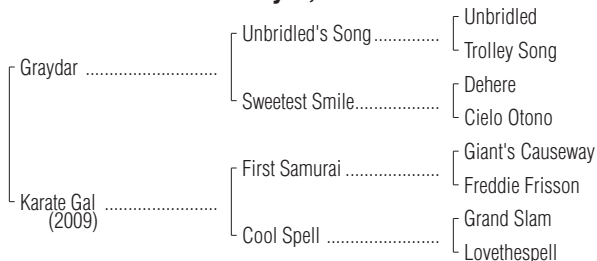 Unbridled
Unbridled's Song
Trolley Song
Graydar
Dehere
Sweetest Smile
Cielo Otono
Giant's Causeway
First Samurai
Freddie Frisson
Karate Gal
(2009)
Grand Slam
Cool Spell
Lovethespell